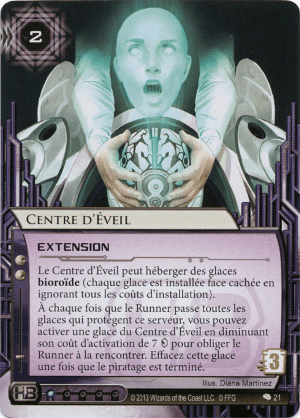 2
CENTRE D'ÉVEIL
EXTENSION
Le Centre d'Éveil peut héberger des glaces
bioroïde (chaque glace est installée face cachée en
ignorant tous les coûts d'installation).
À chaque fois que le Runner passe toutes les
glaces qui protègent ce serveur, vous pouvez
activer une glace du Centre d'Éveil en diminuant
son coût d'activation de 7 pour obliger le
Runner à la rencontrer. Effacez cette glace
une fois que le piratage est terminé.
3
Illus. Diana Martinez
HB
© 2013 Wizards of the Coast LLC. © FFG
21